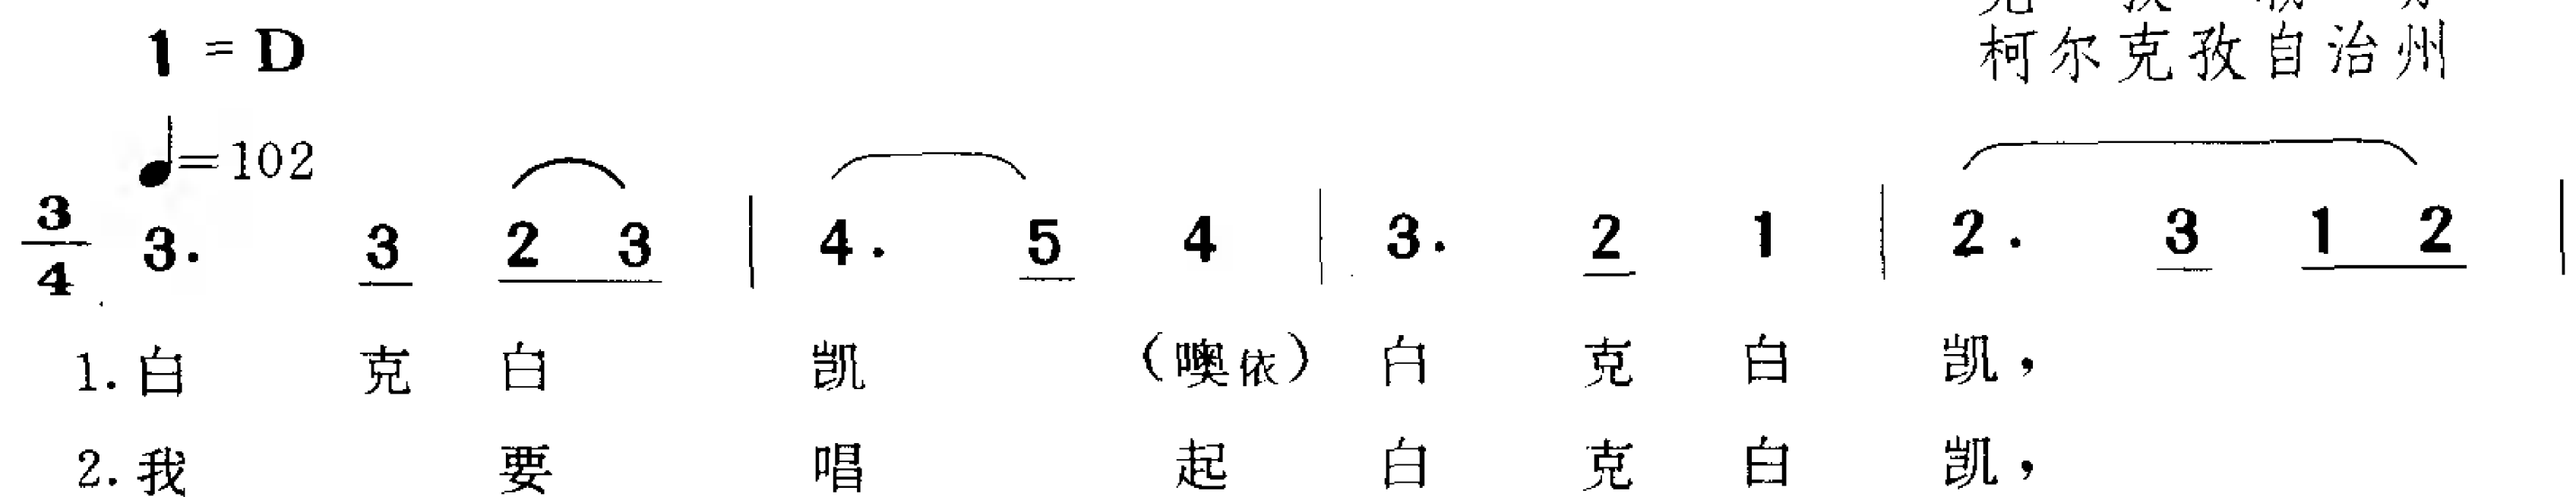 柯尔克孜自治州
1 = D
♩=102
3/4 3. 3 2 3 | 4. 5 4 | 3. 2 1 | 2. 3 1 2 |
1. 白 克 白 凯 (噢依) 白 克 白 凯，
2. 我 要 唱 起 白 克 白 凯，